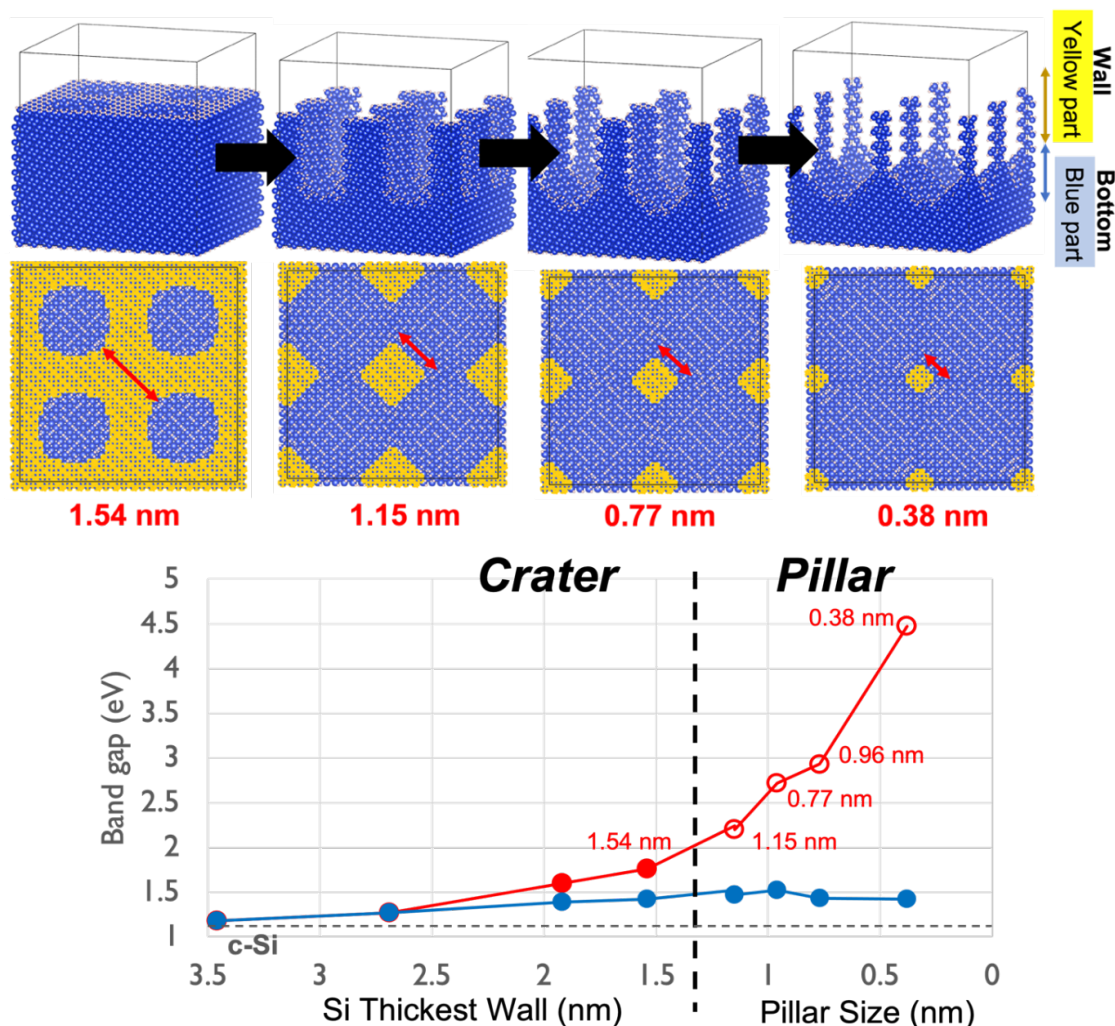 Wall
Yellow part
Bottom
Blue part
1.54 nm
1.15 nm
0.77 nm
0.38 nm
Crater
Pillar
5
4.5
4
3.5
3
2.5
2
1.5
1
Band gap (eV)
0.38 nm
0.96 nm
0.77 nm
1.15 nm
1.54 nm
c-Si
3.5
3
2.5
2
1.5
1
0.5
0
Si Thickest Wall (nm)
Pillar Size (nm)